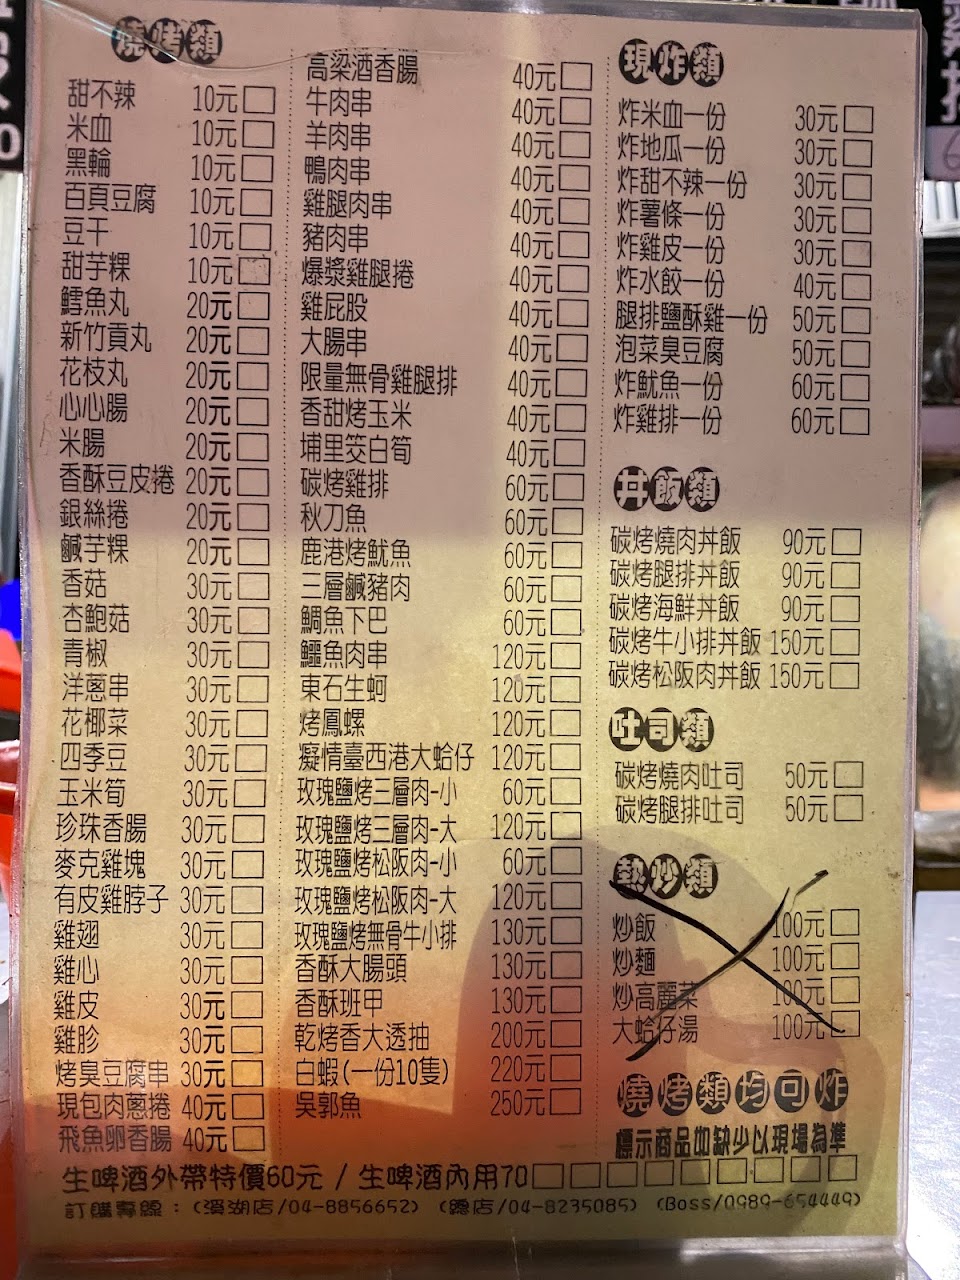 燒烤類
甜不辣 10元
米血 10元
黑輪 10元
百頁豆腐 10元
豆干 10元
甜芋粿 10元
鱈魚丸 20元
新竹貢丸 20元
花枝丸 20元
心心腸 20元
米腸 20元
香酥豆皮捲 20元
銀絲捲 20元
鹹芋粿 20元
香菇 30元
杏鮑菇 30元
青椒 30元
洋蔥串 30元
花椰菜 30元
四季豆 30元
玉米筍 30元
珍珠香腸 30元
麥克雞塊 30元
有皮雞脖子 30元
雞翅 30元
雞心 30元
雞皮 30元
雞胗 30元
烤臭豆腐串 30元
現包肉蔥捲 40元
飛魚卵香腸 40元
高梁酒香腸 40元
牛肉串 40元
羊肉串 40元
鴨肉串 40元
雞腿肉串 40元
豬肉串 40元
爆漿雞腿捲 40元
雞屁股 40元
大腸串 40元
限量無骨雞腿排 40元
香甜烤玉米 40元
埔里筊白筍 40元
碳烤雞排 60元
秋刀魚 60元
鹿港烤魷魚 60元
三層鹹豬肉 60元
鯛魚下巴 60元
鱷魚肉串 120元
東石生蚵 120元
烤鳳螺 120元
癡情臺西港大蛤仔 120元
玫瑰鹽烤三層肉-小 60元
玫瑰鹽烤三層肉-大 120元
玫瑰鹽烤松阪肉-小 60元
玫瑰鹽烤松阪肉-大 120元
玫瑰鹽烤無骨牛小排 130元
香酥大腸頭 130元
香酥班甲 130元
乾烤香大透抽 200元
白蝦(一份10隻) 220元
吳郭魚 250元
現炸類
炸米血一份 30元
炸地瓜一份 30元
炸甜不辣一份 30元
炸薯條一份 30元
炸雞皮一份 30元
炸水餃一份 40元
腿排鹽酥雞一份 50元
泡菜臭豆腐 50元
炸魷魚一份 60元
炸雞排一份 60元
丼飯類
碳烤燒肉丼飯 90元
碳烤腿排丼飯 90元
碳烤海鮮丼飯 90元
碳烤牛小排丼飯 150元
碳烤松阪肉丼飯 150元
吐司類
碳烤燒肉吐司 50元
碳烤腿排吐司 50元
熱炒類
炒飯 100元
炒麵 100元
炒高麗菜 100元
大蛤仔湯 100元
燒烤類均可炸
標示商品如缺少以現場為準
生啤酒外帶特價60元 / 生啤酒內用70
訂購專線：(溪湖店/04-8856652) (總店/04-8235085) (Boss/0989-654449)